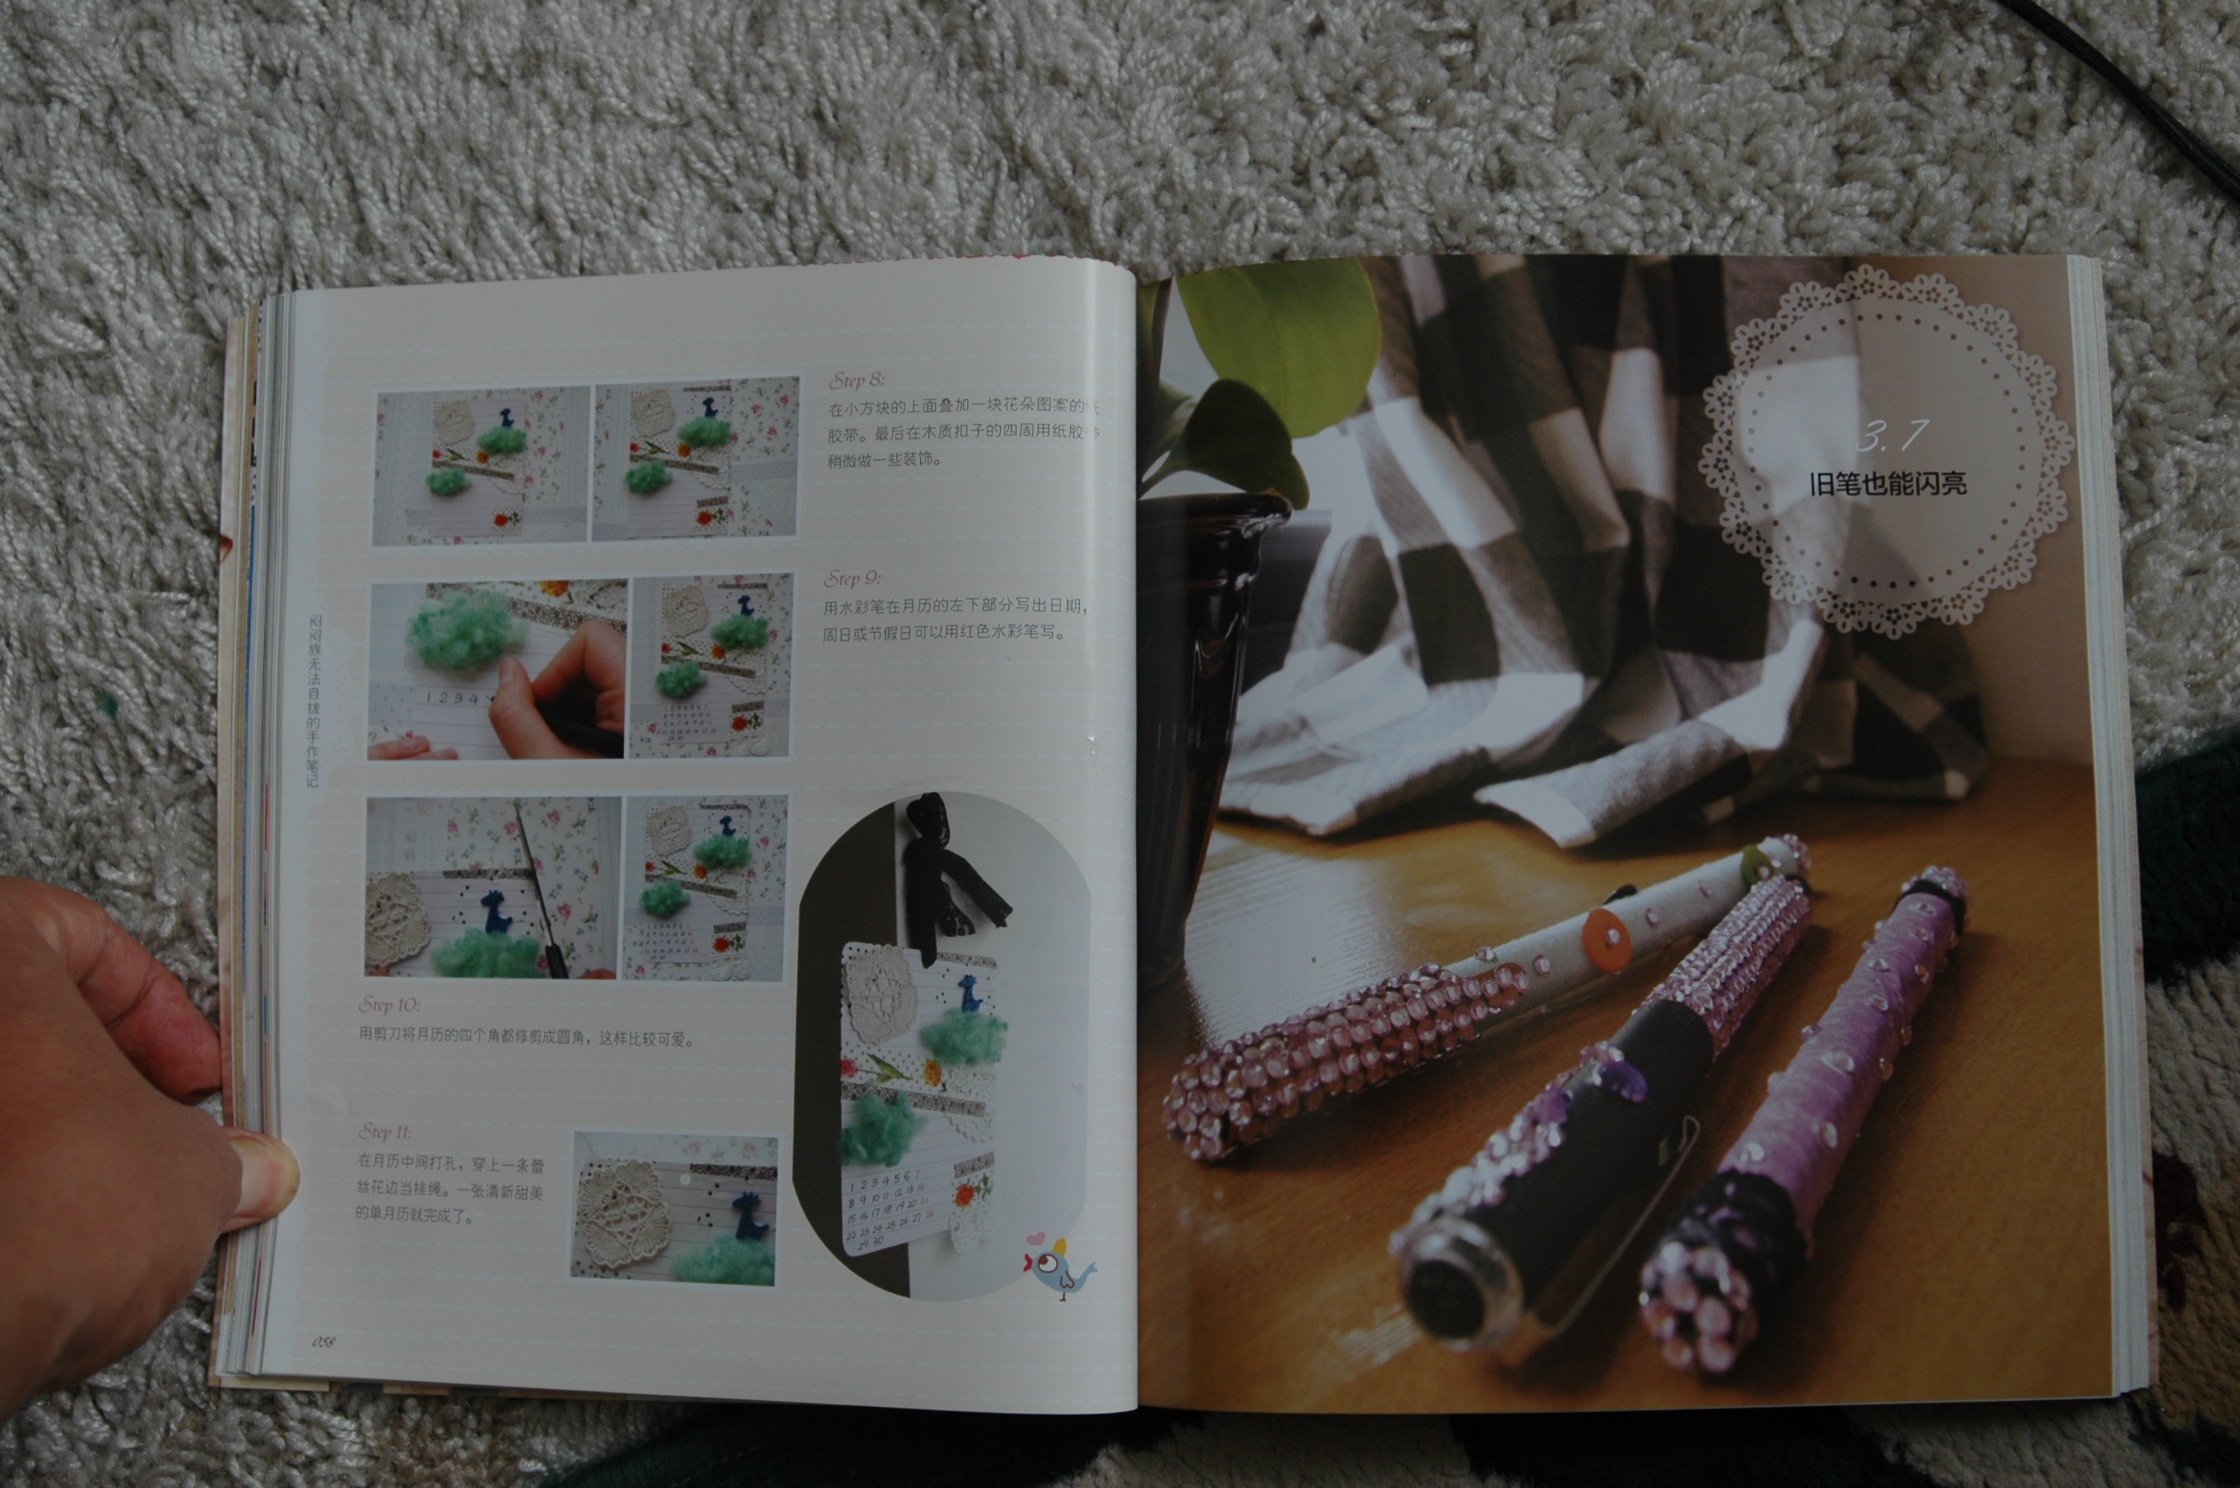 Step 8:
在小方块的上面叠加一块花朵图案的纸
胶带。最后在木质扣子的四周用纸胶带
稍微做一些装饰。
Step 9:
用水彩笔在月历的左下部分写出日期，
周日或节假日可以用红色水彩笔写。
1 2 3 4
Step 10:
用剪刀将月历的四个角都修剪成圆角，这样比较可爱。
Step 11:
在月历中间打孔，穿上一条蕾
丝花边当挂绳。一张清新甜美
的单月历就完成了。
1 2 3 4 5 6 7
8 9 10 11 12 13 14
15 16 17 18 19 20 21
22 23 24 25 26 27 28
29 30
闷闷族无法自拔的手作笔记
058
3.7
旧笔也能闪亮